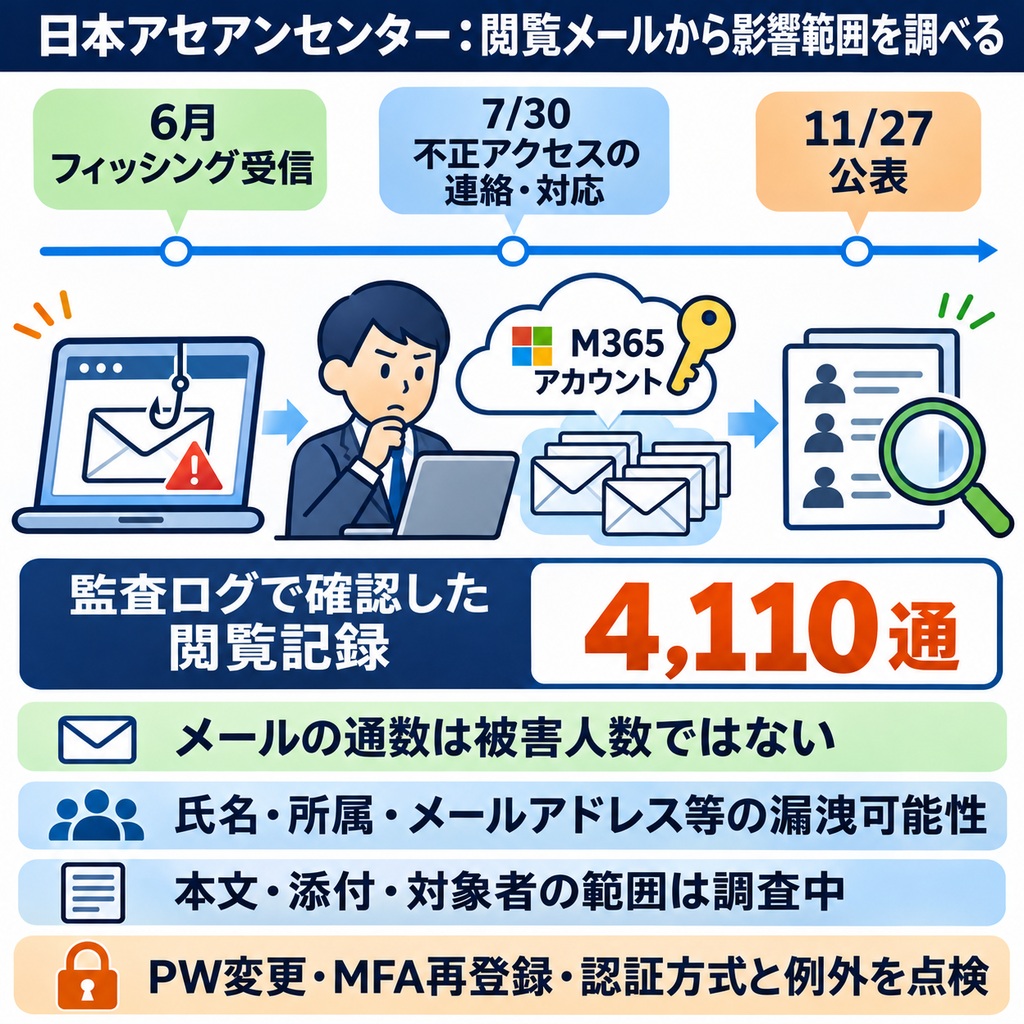 日本アセアンセンター：閲覧メールから影響範囲を調べる
6月
フィッシング受信
7/30
不正アクセスの
連絡・対応
11/27
公表
M365
アカウント
監査ログで確認した
閲覧記録
4,110通
メールの通数は被害人数ではない
氏名・所属・メールアドレス等の漏洩可能性
本文・添付・対象者の範囲は調査中
PW変更・MFA再登録・認証方式と例外を点検